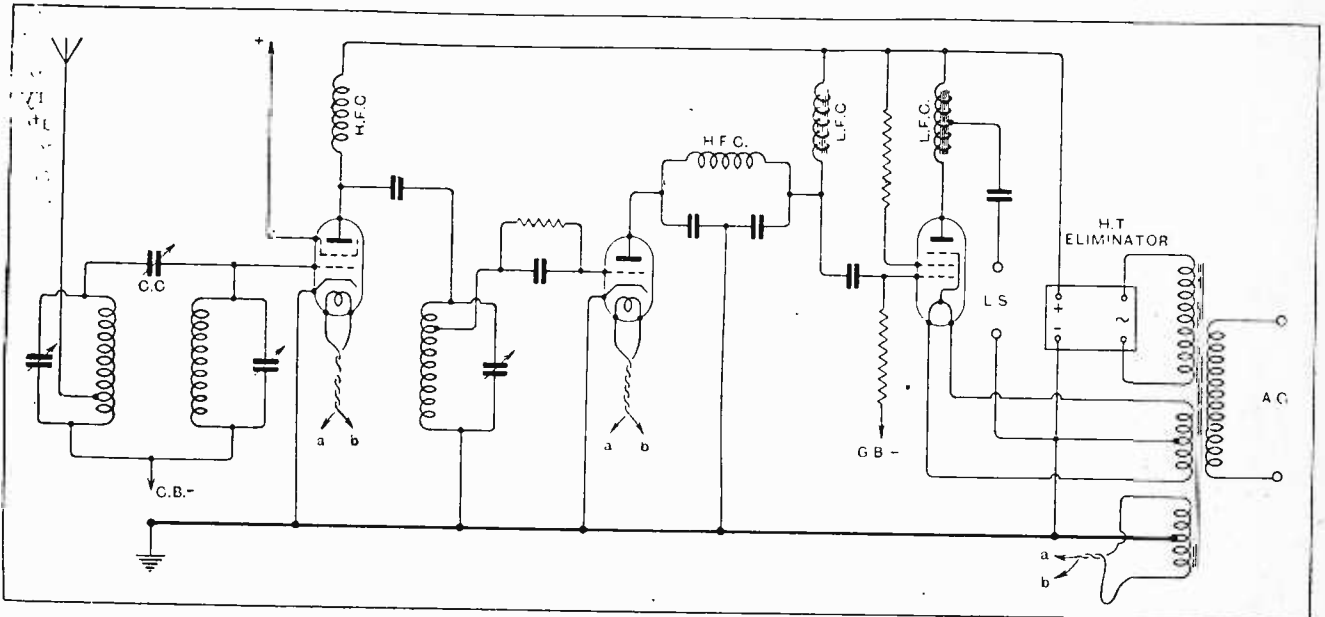 +
H.F.C
C.C
C.B.-
a b
H F C.
a b
L.F.C
L.F.C.
L S
G B -
H.T
ELIMINATOR
+
-
~
A C
a
b